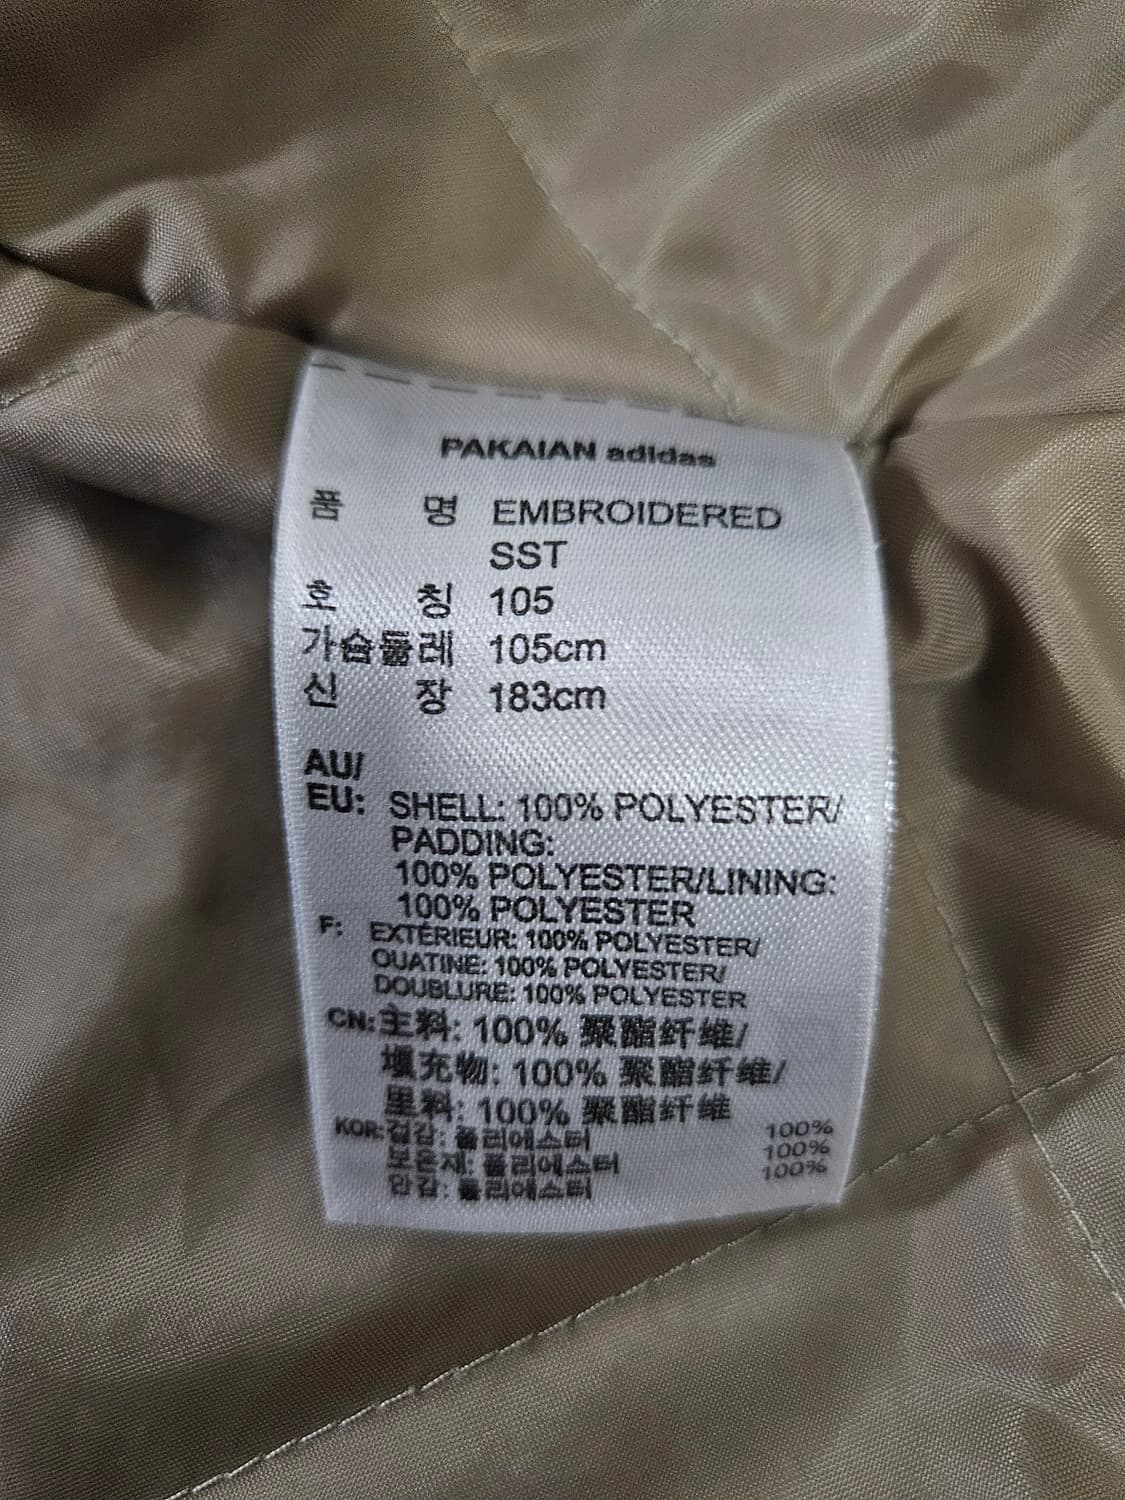 PAKAIAN adidas
품 명 EMBROIDERED
SST
호 칭 105
가슴둘레 105cm
신 장 183cm
AU/
EU: SHELL: 100% POLYESTER/
PADDING:
100% POLYESTER/LINING:
100% POLYESTER
F: EXTÉRIEUR: 100% POLYESTER/
OUATINE: 100% POLYESTER/
DOUBLURE: 100% POLYESTER
CN: 主料: 100% 聚酯纤维/
填充物: 100% 聚酯纤维/
里料: 100% 聚酯纤维
KOR: 겉감: 폴리에스터 100%
보온재: 폴리에스터 100%
안감: 폴리에스터 100%